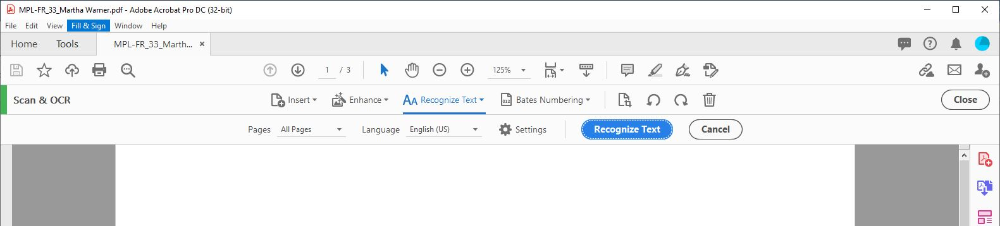 MPL-FR_33_Martha Warner.pdf - Adobe Acrobat Pro DC (32-bit)
File Edit View Fill & Sign Window Help
Home Tools MPL-FR_33_Marth... ×
1 / 3 125%
Scan & OCR Insert Enhance AA Recognize Text 012 Bates Numbering Close
Pages All Pages Language English (US) Settings Recognize Text Cancel